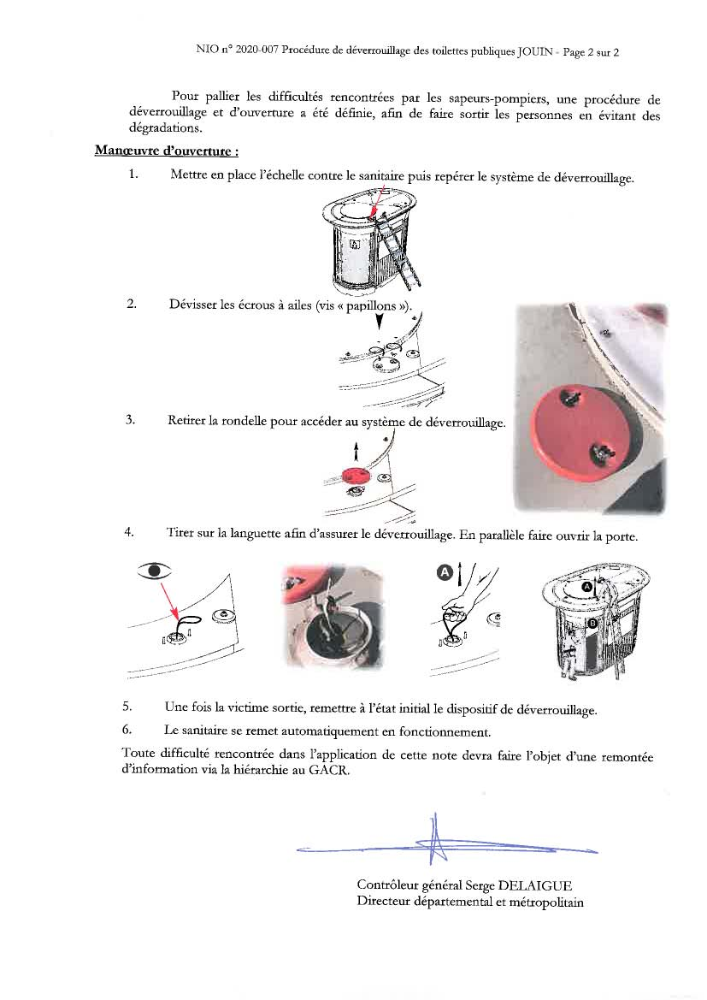 NIO n° 2020-007 Procédure de déverrouillage des toilettes publiques JOUIN - Page 2 sur 2
Pour pallier les difficultés rencontrées par les sapeurs-pompiers, une procédure de
déverrouillage et d'ouverture a été définie, afin de faire sortir les personnes en évitant des
dégradations.
Manœuvre d'ouverture :
1. Mettre en place l'échelle contre le sanitaire puis repérer le système de déverrouillage.
2. Dévisser les écrous à ailes (vis « papillons »).
3. Retirer la rondelle pour accéder au système de déverrouillage.
4. Tirer sur la languette afin d'assurer le déverrouillage. En parallèle faire ouvrir la porte.
A
A
B
5. Une fois la victime sortie, remettre à l'état initial le dispositif de déverrouillage.
6. Le sanitaire se remet automatiquement en fonctionnement.
Toute difficulté rencontrée dans l'application de cette note devra faire l'objet d'une remontée
d'information via la hiérarchie au GACR.
Contrôleur général Serge DELAIGUE
Directeur départemental et métropolitain